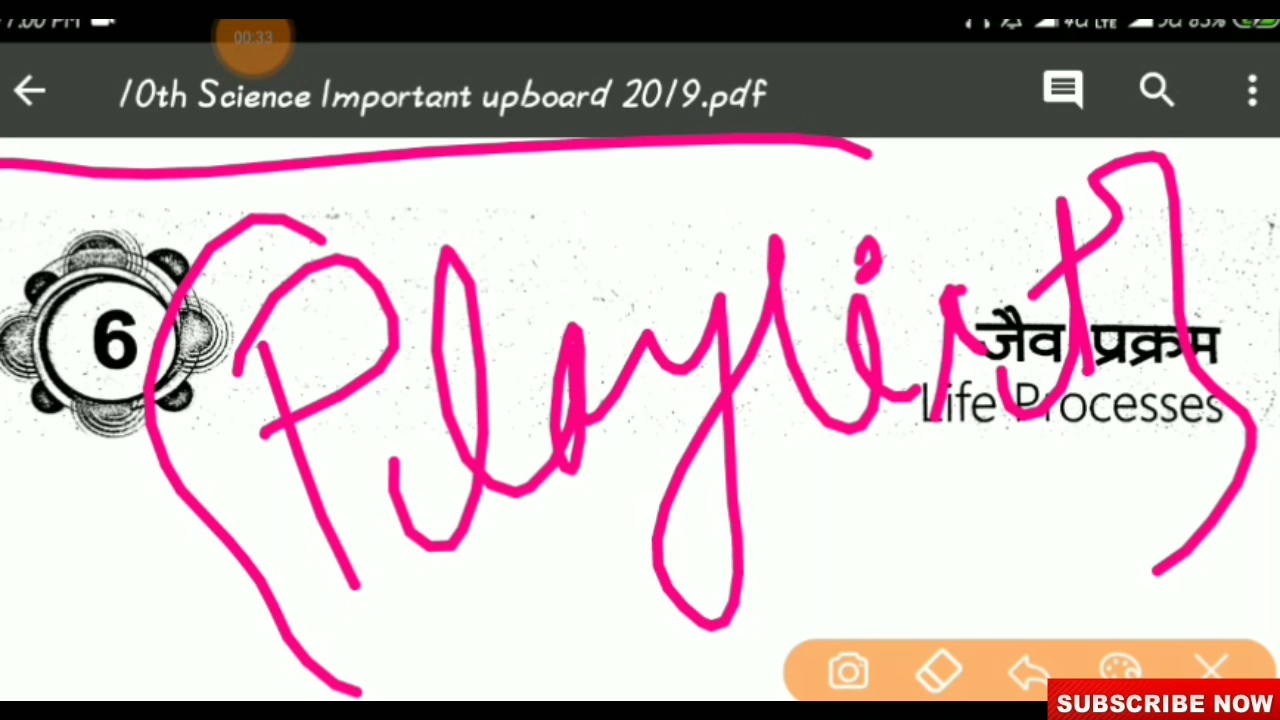 00:33
10th Science Important upboard 2019.pdf
Playlist
6
जैव प्रक्रम
Life Processes
SUBSCRIBE NOW